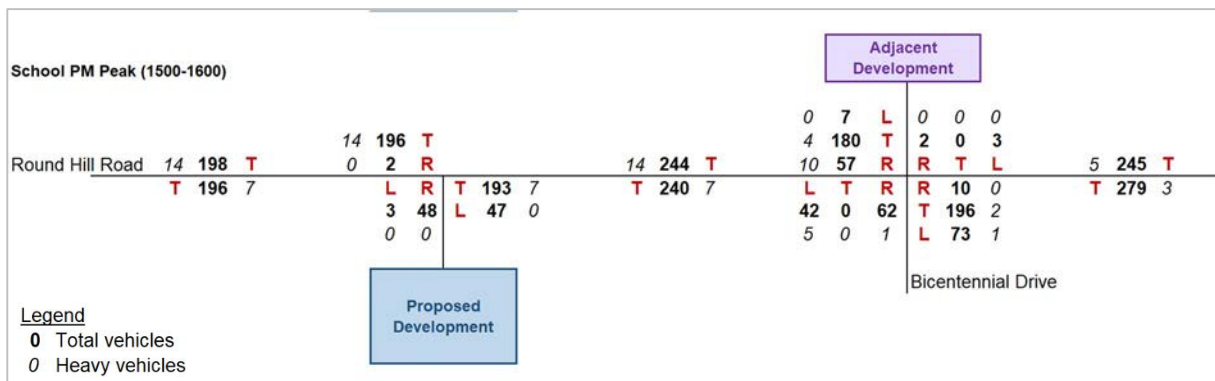 Adjacent
Development
School PM Peak (1500-1600)
0 7 L 0 0 0
14 196 T 4 180 T 2 0 3
Round Hill Road 14 198 T 0 2 R 14 244 T 10 57 R R T L 5 245 T
T 196 7 L R T 193 7 T 240 7 L T R R 10 0 T 279 3
3 48 L 47 0 42 0 62 T 196 2
0 0 5 0 1 L 73 1
Bicentennial Drive
Proposed
Development
Legend
0 Total vehicles
0 Heavy vehicles